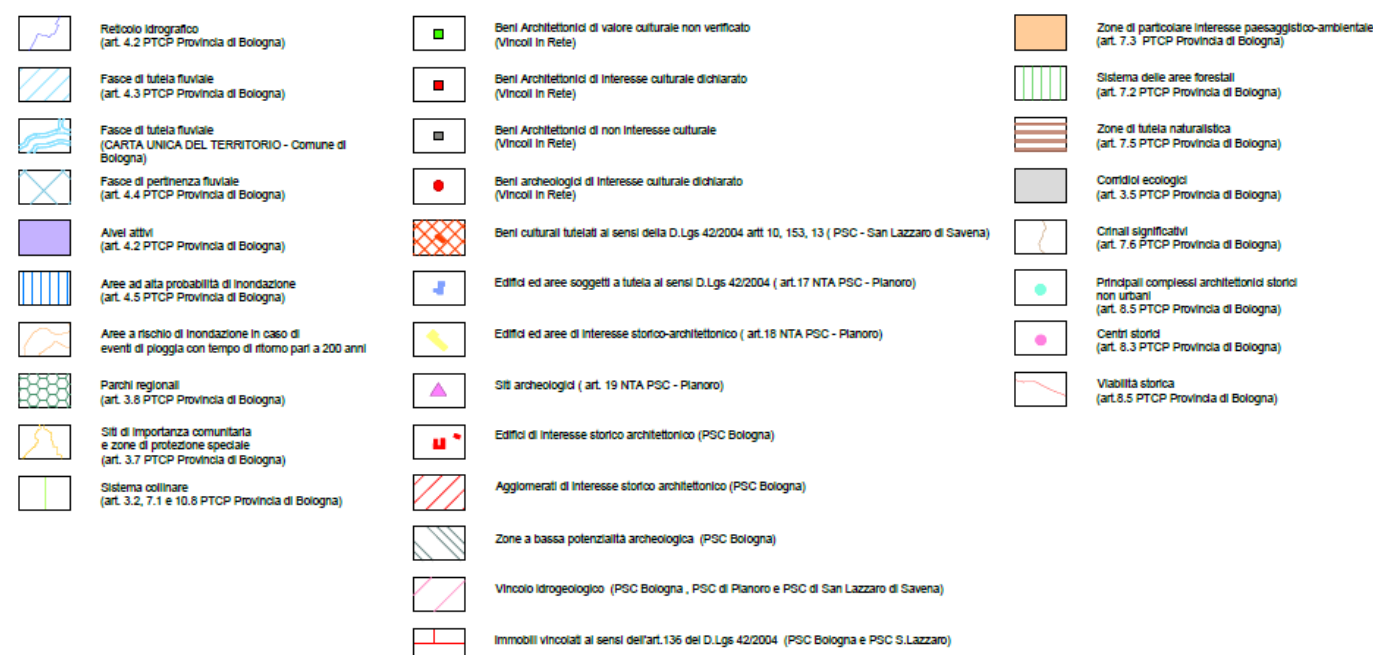 Reticolo idrografico
(art. 4.2 PTCP Provincia di Bologna)
Fasce di tutela fluviale
(art. 4.3 PTCP Provincia di Bologna)
Fasce di tutela fluviale
(CARTA UNICA DEL TERRITORIO - Comune di
Bologna)
Fasce di pertinenza fluviale
(art. 4.4 PTCP Provincia di Bologna)
Alvei attivi
(art. 4.2 PTCP Provincia di Bologna)
Aree ad alta probabilità di inondazione
(art. 4.5 PTCP Provincia di Bologna)
Aree a rischio di inondazione in caso di
eventi di pioggia con tempo di ritorno pari a 200 anni
Parchi regionali
(art. 3.8 PTCP Provincia di Bologna)
Siti di importanza comunitaria
e zone di protezione speciale
(art. 3.7 PTCP Provincia di Bologna)
Sistema collinare
(art. 3.2, 7.1 e 10.8 PTCP Provincia di Bologna)
Beni Architettonici di valore culturale non verificato
(Vincoli in Rete)
Beni Architettonici di interesse culturale dichiarato
(Vincoli in Rete)
Beni Architettonici di non interesse culturale
(Vincoli in Rete)
Beni archeologici di interesse culturale dichiarato
(Vincoli in Rete)
Beni culturali tutelati ai sensi della D.Lgs 42/2004 artt 10, 153, 13 ( PSC - San Lazzaro di Savena)
Edifici ed aree soggetti a tutela ai sensi D.Lgs 42/2004 ( art.17 NTA PSC - Pianoro)
Edifici ed aree di interesse storico-architettonico ( art.18 NTA PSC - Pianoro)
Siti archeologici ( art. 19 NTA PSC - Pianoro)
Edifici di interesse storico architettonico (PSC Bologna)
Agglomerati di interesse storico architettonico (PSC Bologna)
Zone a bassa potenzialità archeologica (PSC Bologna)
Vincolo idrogeologico (PSC Bologna , PSC di Pianoro e PSC di San Lazzaro di Savena)
Immobili vincolati ai sensi dell'art.136 del D.Lgs 42/2004 (PSC Bologna e PSC S.Lazzaro)
Zone di particolare interesse paesaggistico-ambientale
(art. 7.3 PTCP Provincia di Bologna)
Sistema delle aree forestali
(art. 7.2 PTCP Provincia di Bologna)
Zone di tutela naturalistica
(art. 7.5 PTCP Provincia di Bologna)
Corridoi ecologici
(art. 3.5 PTCP Provincia di Bologna)
Crinali significativi
(art. 7.6 PTCP Provincia di Bologna)
Principali complessi architettonici storici
non urbani
(art. 8.5 PTCP Provincia di Bologna)
Centri storici
(art. 8.3 PTCP Provincia di Bologna)
Viabilità storica
(art.8.5 PTCP Provincia di Bologna)